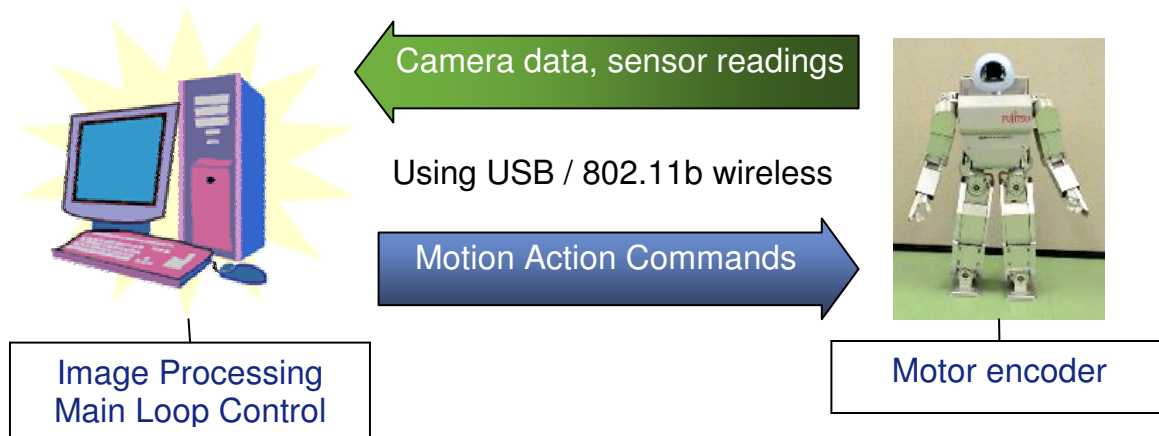 Camera data, sensor readings
Using USB / 802.11b wireless
Motion Action Commands
FUJITSU
Image Processing
Main Loop Control
Motor encoder